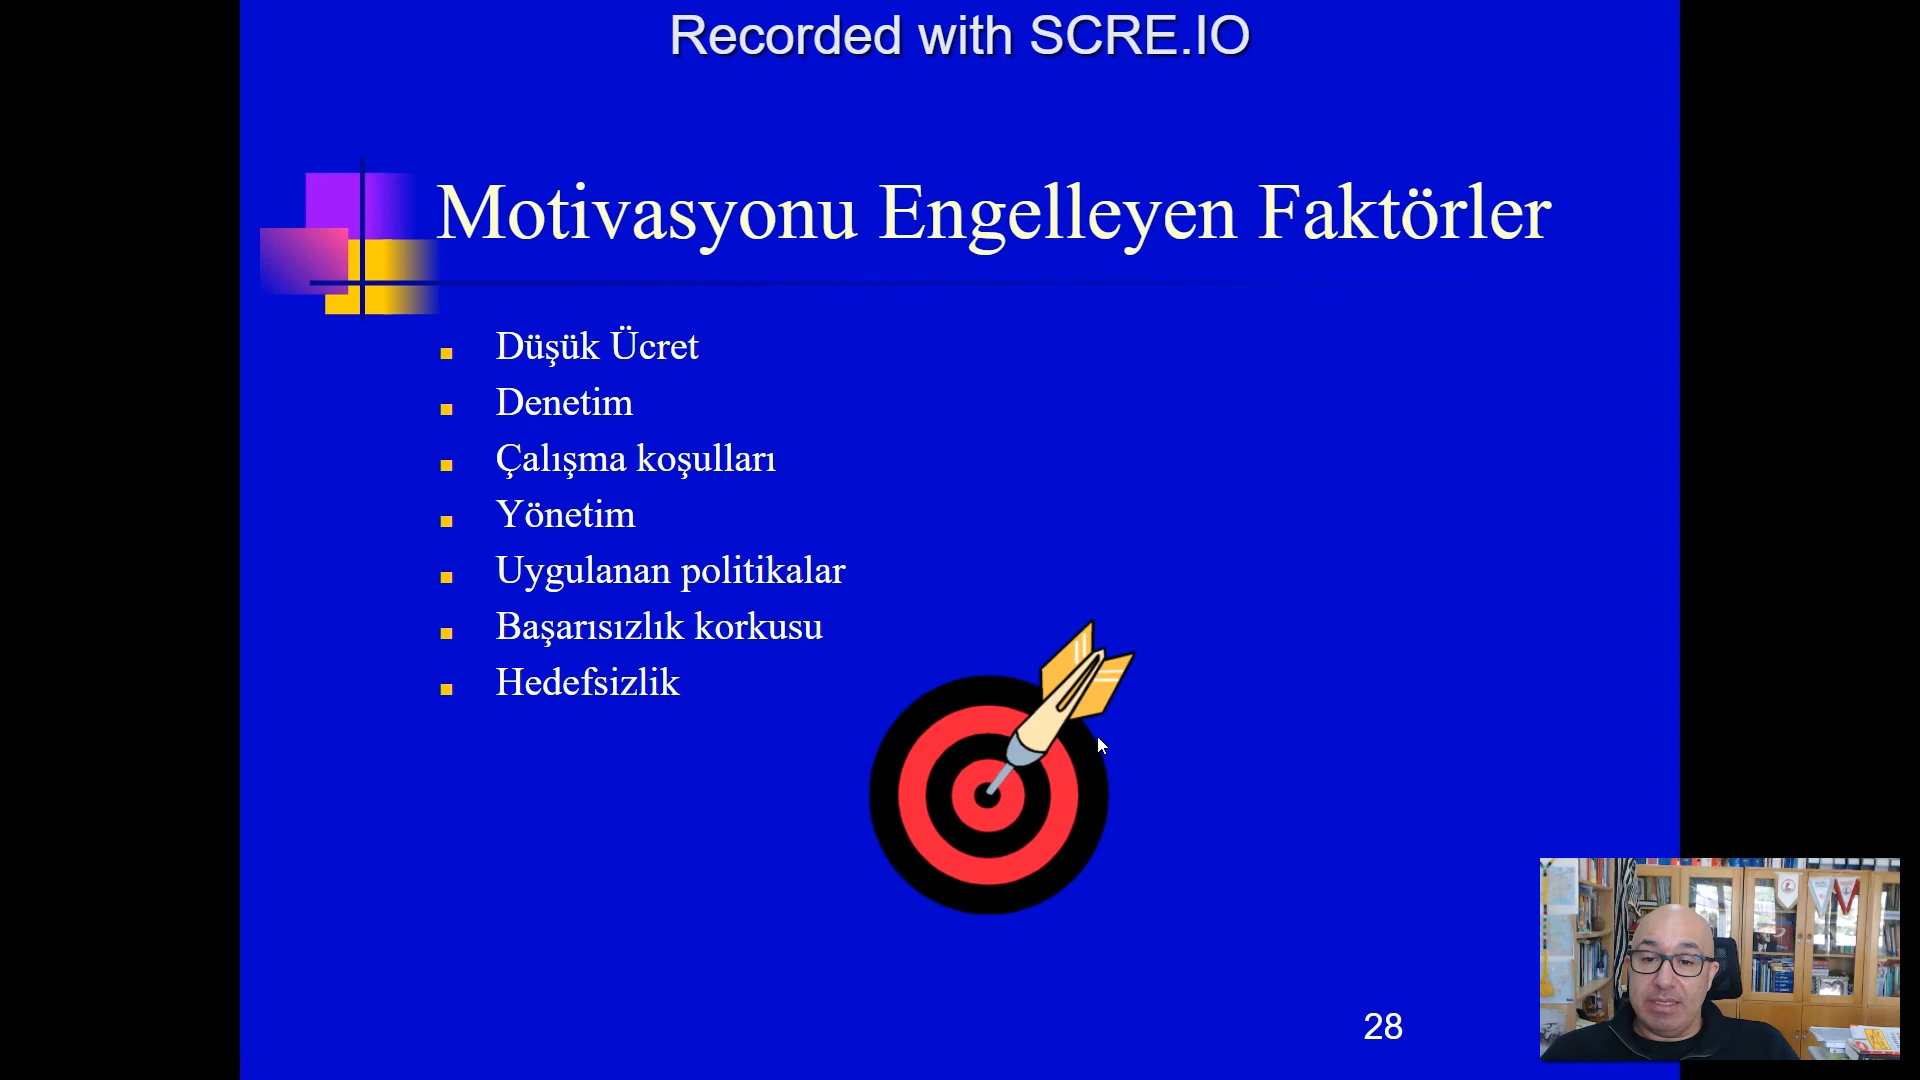 Recorded with SCRE.IO
Motivasyonu Engelleyen Faktörler
Düşük Ücret
Denetim
Çalışma koşulları
Yönetim
Uygulanan politikalar
Başarısızlık korkusu
Hedefsizlik
28